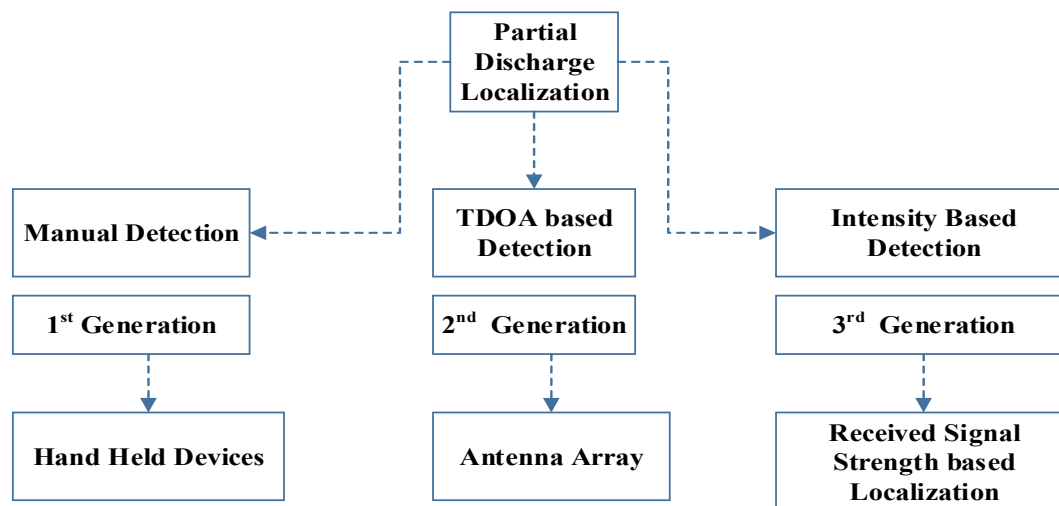 Partial
Discharge
Localization
Manual Detection
TDOA based
Detection
Intensity Based
Detection
1st Generation
2nd Generation
3rd Generation
Hand Held Devices
Antenna Array
Received Signal
Strength based
Localization